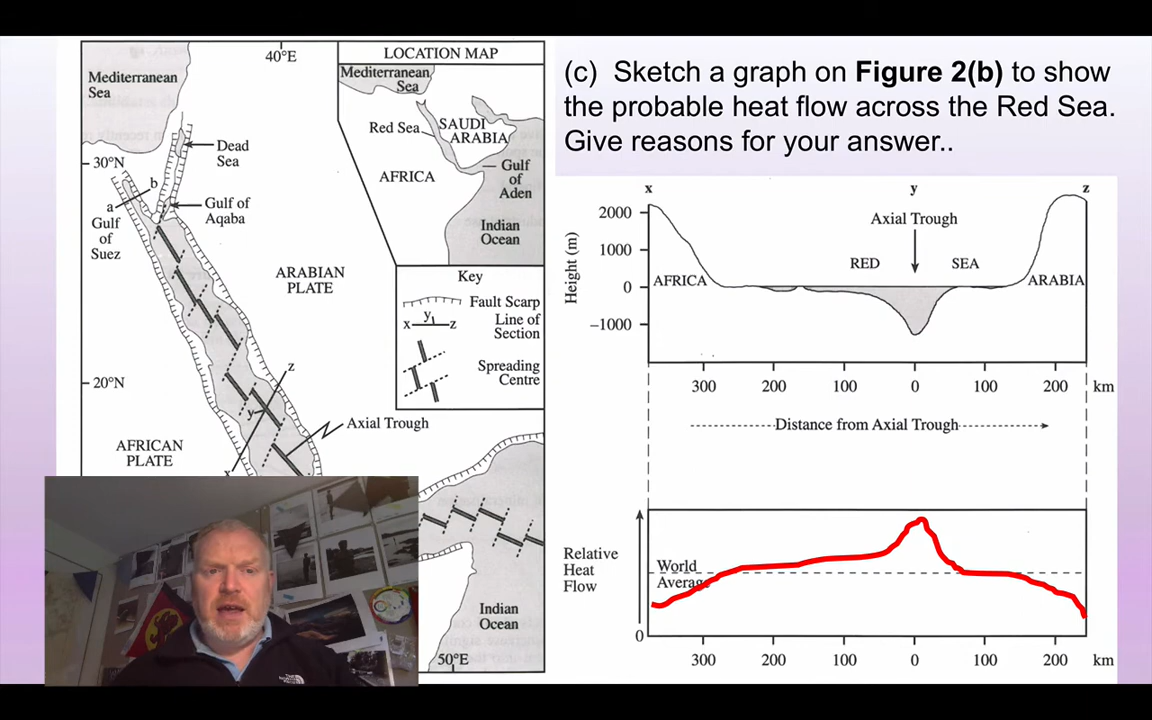 40°E
LOCATION MAP
Mediterranean
Sea
Mediterranean
Sea
Red Sea
SAUDI
ARABIA
Dead
Sea
30°N
b
a
AFRICA
Gulf
of
Aden
Gulf of
Aqaba
Gulf
of
Suez
Indian
Ocean
ARABIAN
PLATE
Key
Fault Scarp
x y z
Line of
Section
Spreading
Centre
20°N
z
y
x
Axial Trough
AFRICAN
PLATE
Indian
Ocean
50°E
THE
NORTH
FACE
(c) Sketch a graph on Figure 2(b) to show
the probable heat flow across the Red Sea.
Give reasons for your answer..
x y z
2000
1000
0
−1000
Height (m)
Axial Trough
RED SEA
AFRICA
ARABIA
300 200 100 0 100 200 km
Distance from Axial Trough
Relative
Heat
Flow
World
Average
0
300 200 100 0 100 200 km